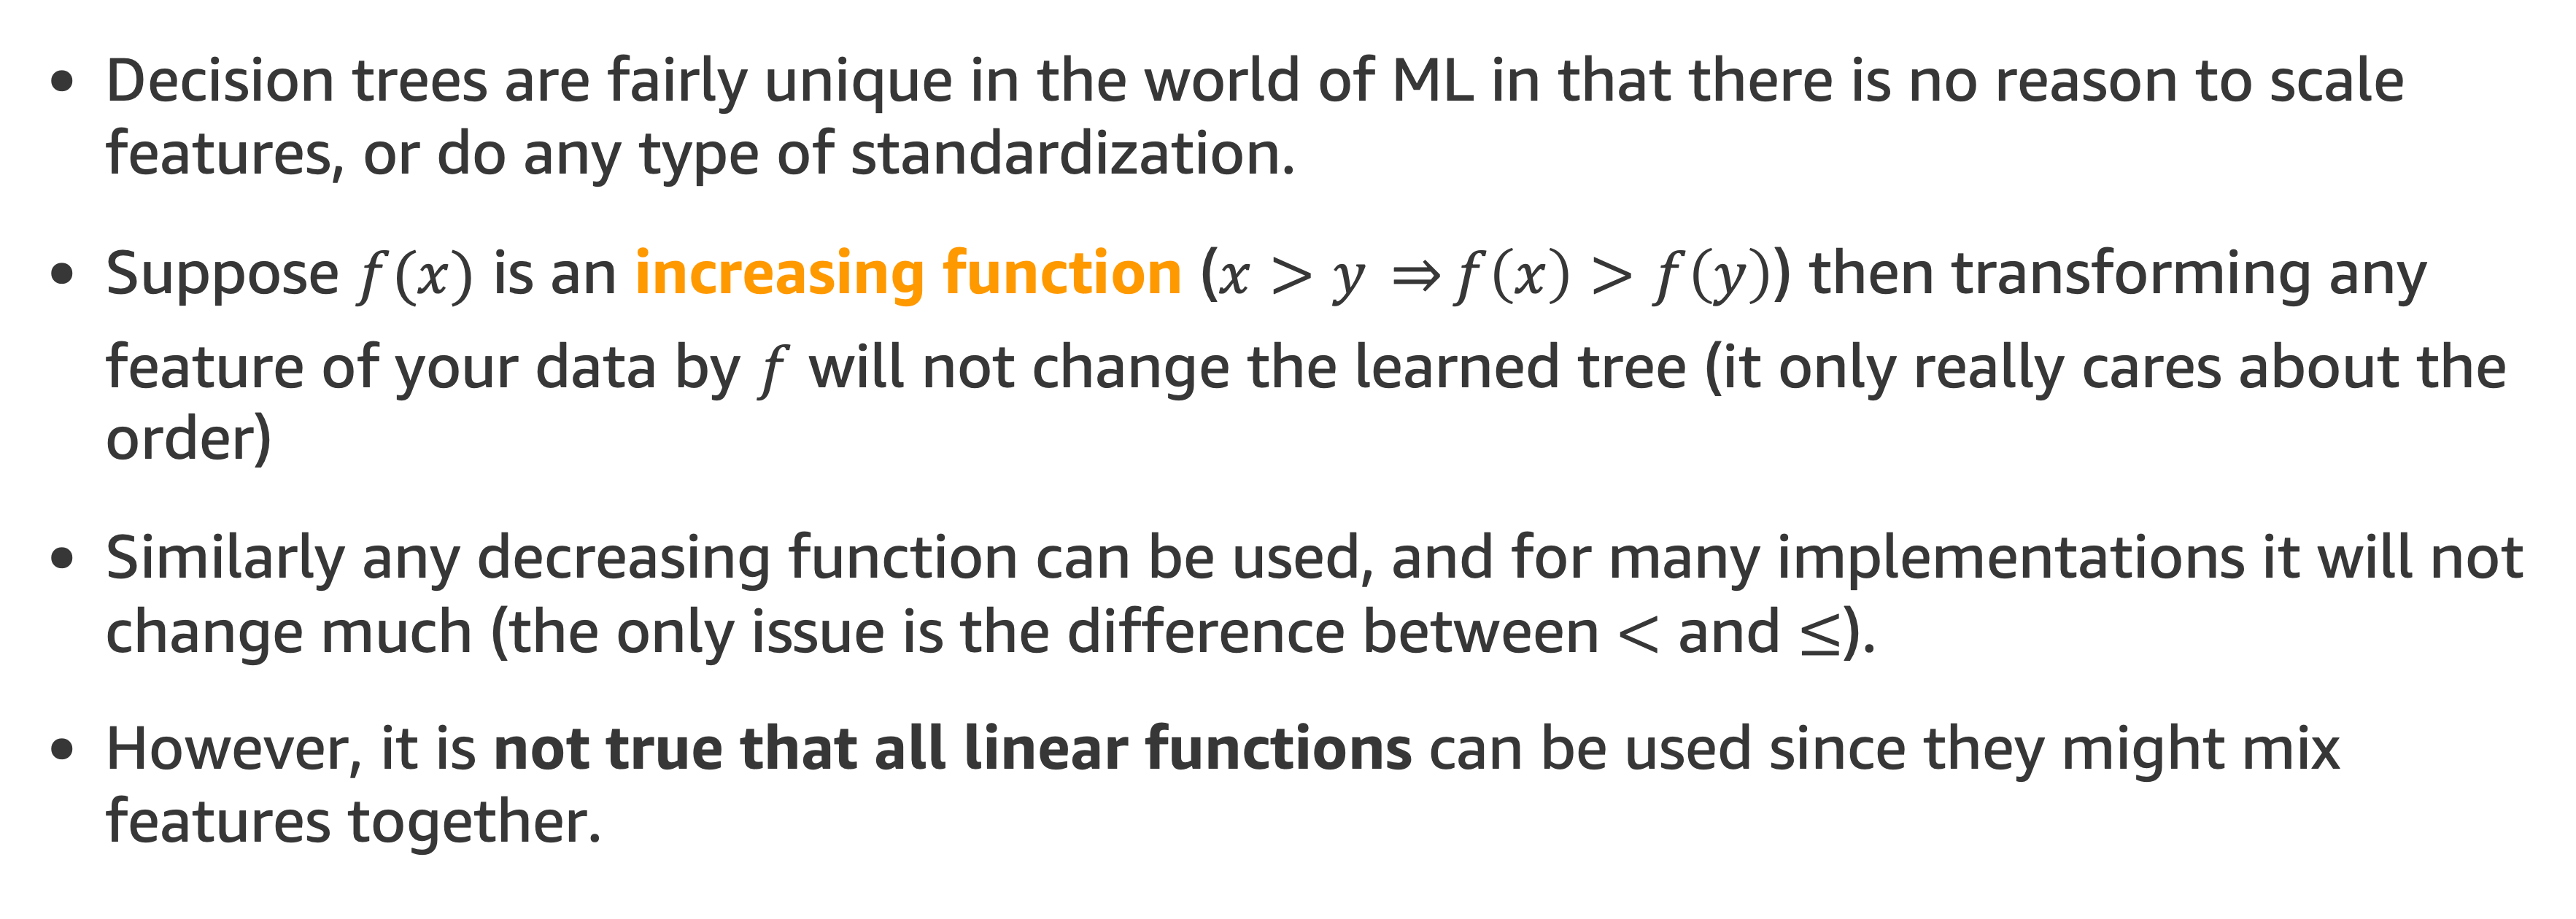 • Decision trees are fairly unique in the world of ML in that there is no reason to scale
features, or do any type of standardization.
• Suppose f(x) is an increasing function (x > y ⇒ f(x) > f(y)) then transforming any
feature of your data by f will not change the learned tree (it only really cares about the
order)
• Similarly any decreasing function can be used, and for many implementations it will not
change much (the only issue is the difference between < and ≤).
• However, it is not true that all linear functions can be used since they might mix
features together.